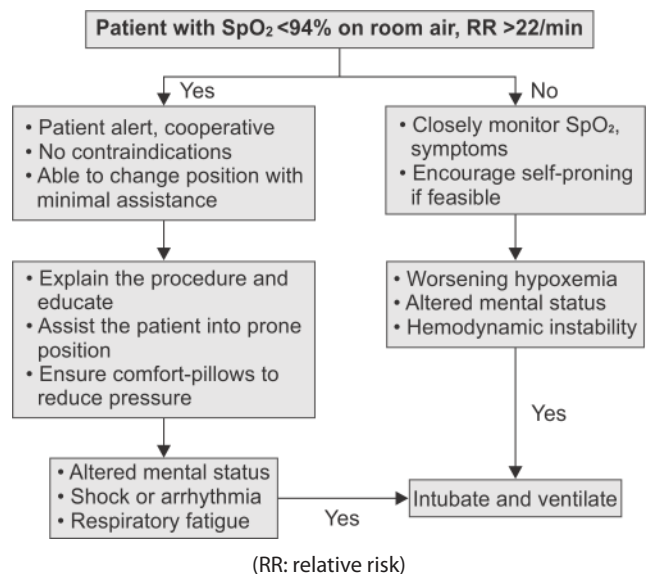 Patient with SpO₂ <94% on room air, RR >22/min
Yes
No
• Patient alert, cooperative
• No contraindications
• Able to change position with
minimal assistance
• Closely monitor SpO₂,
symptoms
• Encourage self-proning
if feasible
• Explain the procedure and
educate
• Assist the patient into prone
position
• Ensure comfort-pillows to
reduce pressure
• Worsening hypoxemia
• Altered mental status
• Hemodynamic instability
Yes
• Altered mental status
• Shock or arrhythmia
• Respiratory fatigue
Yes
Intubate and ventilate
(RR: relative risk)